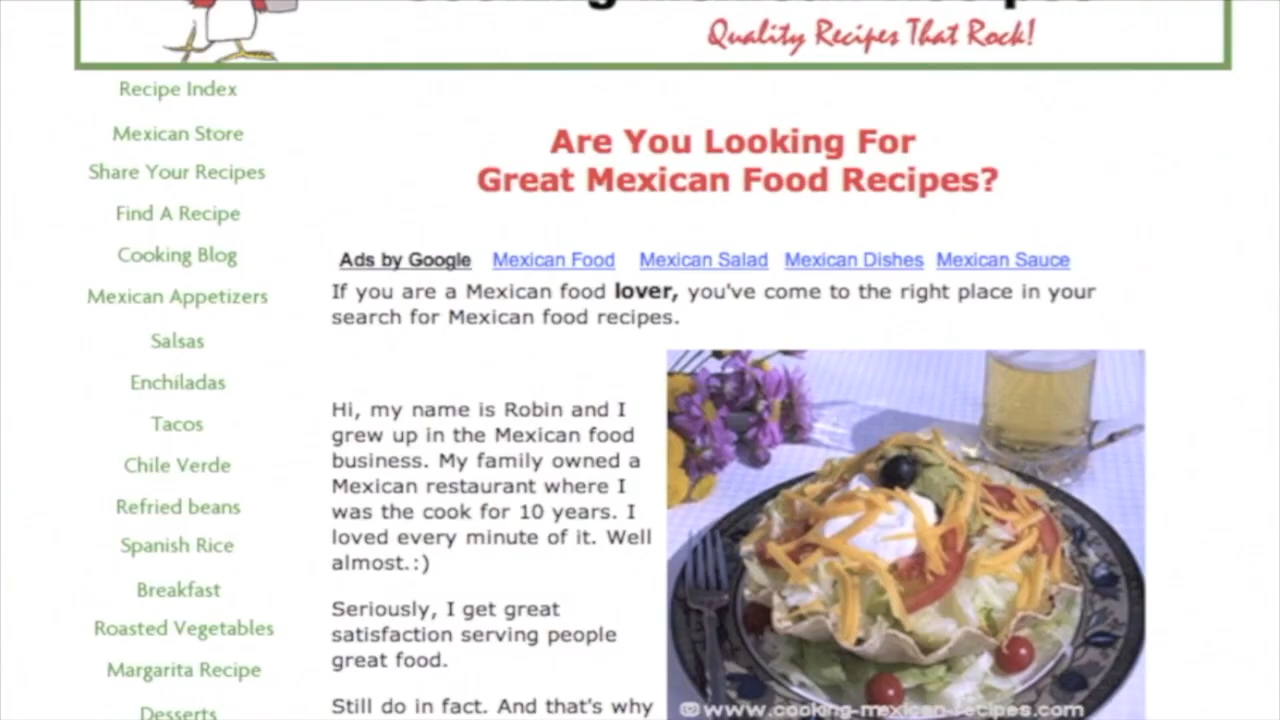 Cooking Mexican Recipes
Quality Recipes That Rock!
Recipe Index
Mexican Store
Share Your Recipes
Find A Recipe
Cooking Blog
Mexican Appetizers
Salsas
Enchiladas
Tacos
Chile Verde
Refried beans
Spanish Rice
Breakfast
Roasted Vegetables
Margarita Recipe
Desserts
Are You Looking For
Great Mexican Food Recipes?
Ads by Google Mexican Food Mexican Salad Mexican Dishes Mexican Sauce
If you are a Mexican food lover, you've come to the right place in your
search for Mexican food recipes.
Hi, my name is Robin and I
grew up in the Mexican food
business. My family owned a
Mexican restaurant where I
was the cook for 10 years. I
loved every minute of it. Well
almost.:)
Seriously, I get great
satisfaction serving people
great food.
Still do in fact. And that's why
©www.cooking-mexican-recipes.com